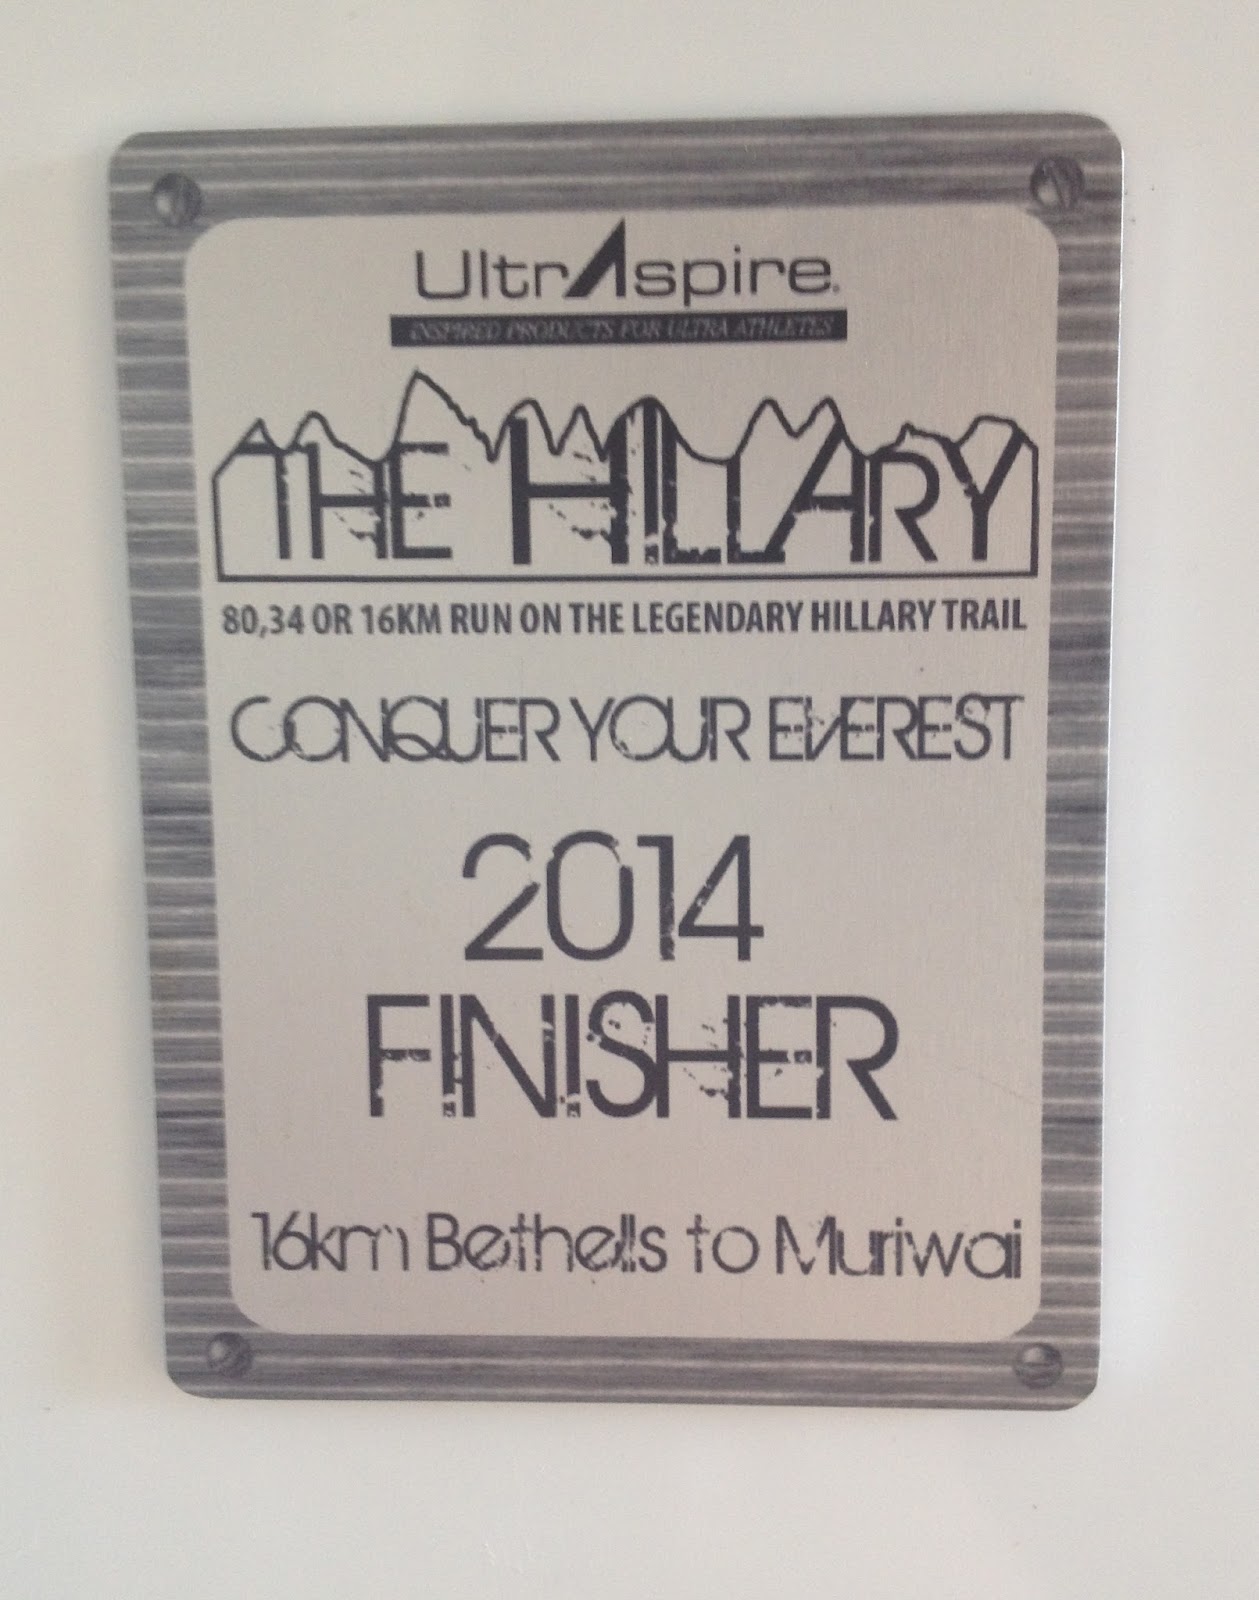 UltrAspire.
INSPIRED PRODUCTS FOR ULTRA ATHLETES
THE HILLARY
80,34 OR 16KM RUN ON THE LEGENDARY HILLARY TRAIL
CONQUER YOUR EVEREST
2014
FINISHER
16km Bethells to Muriwai